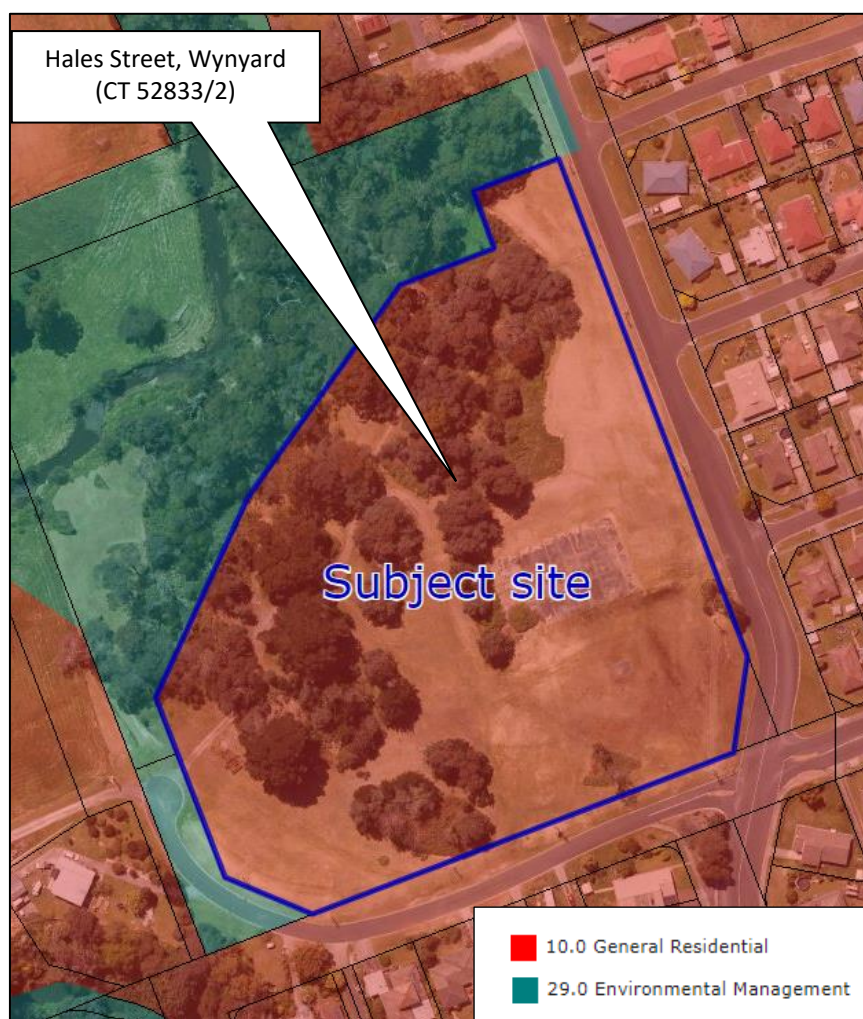 Hales Street, Wynyard
(CT 52833/2)
Subject site
10.0 General Residential
29.0 Environmental Management